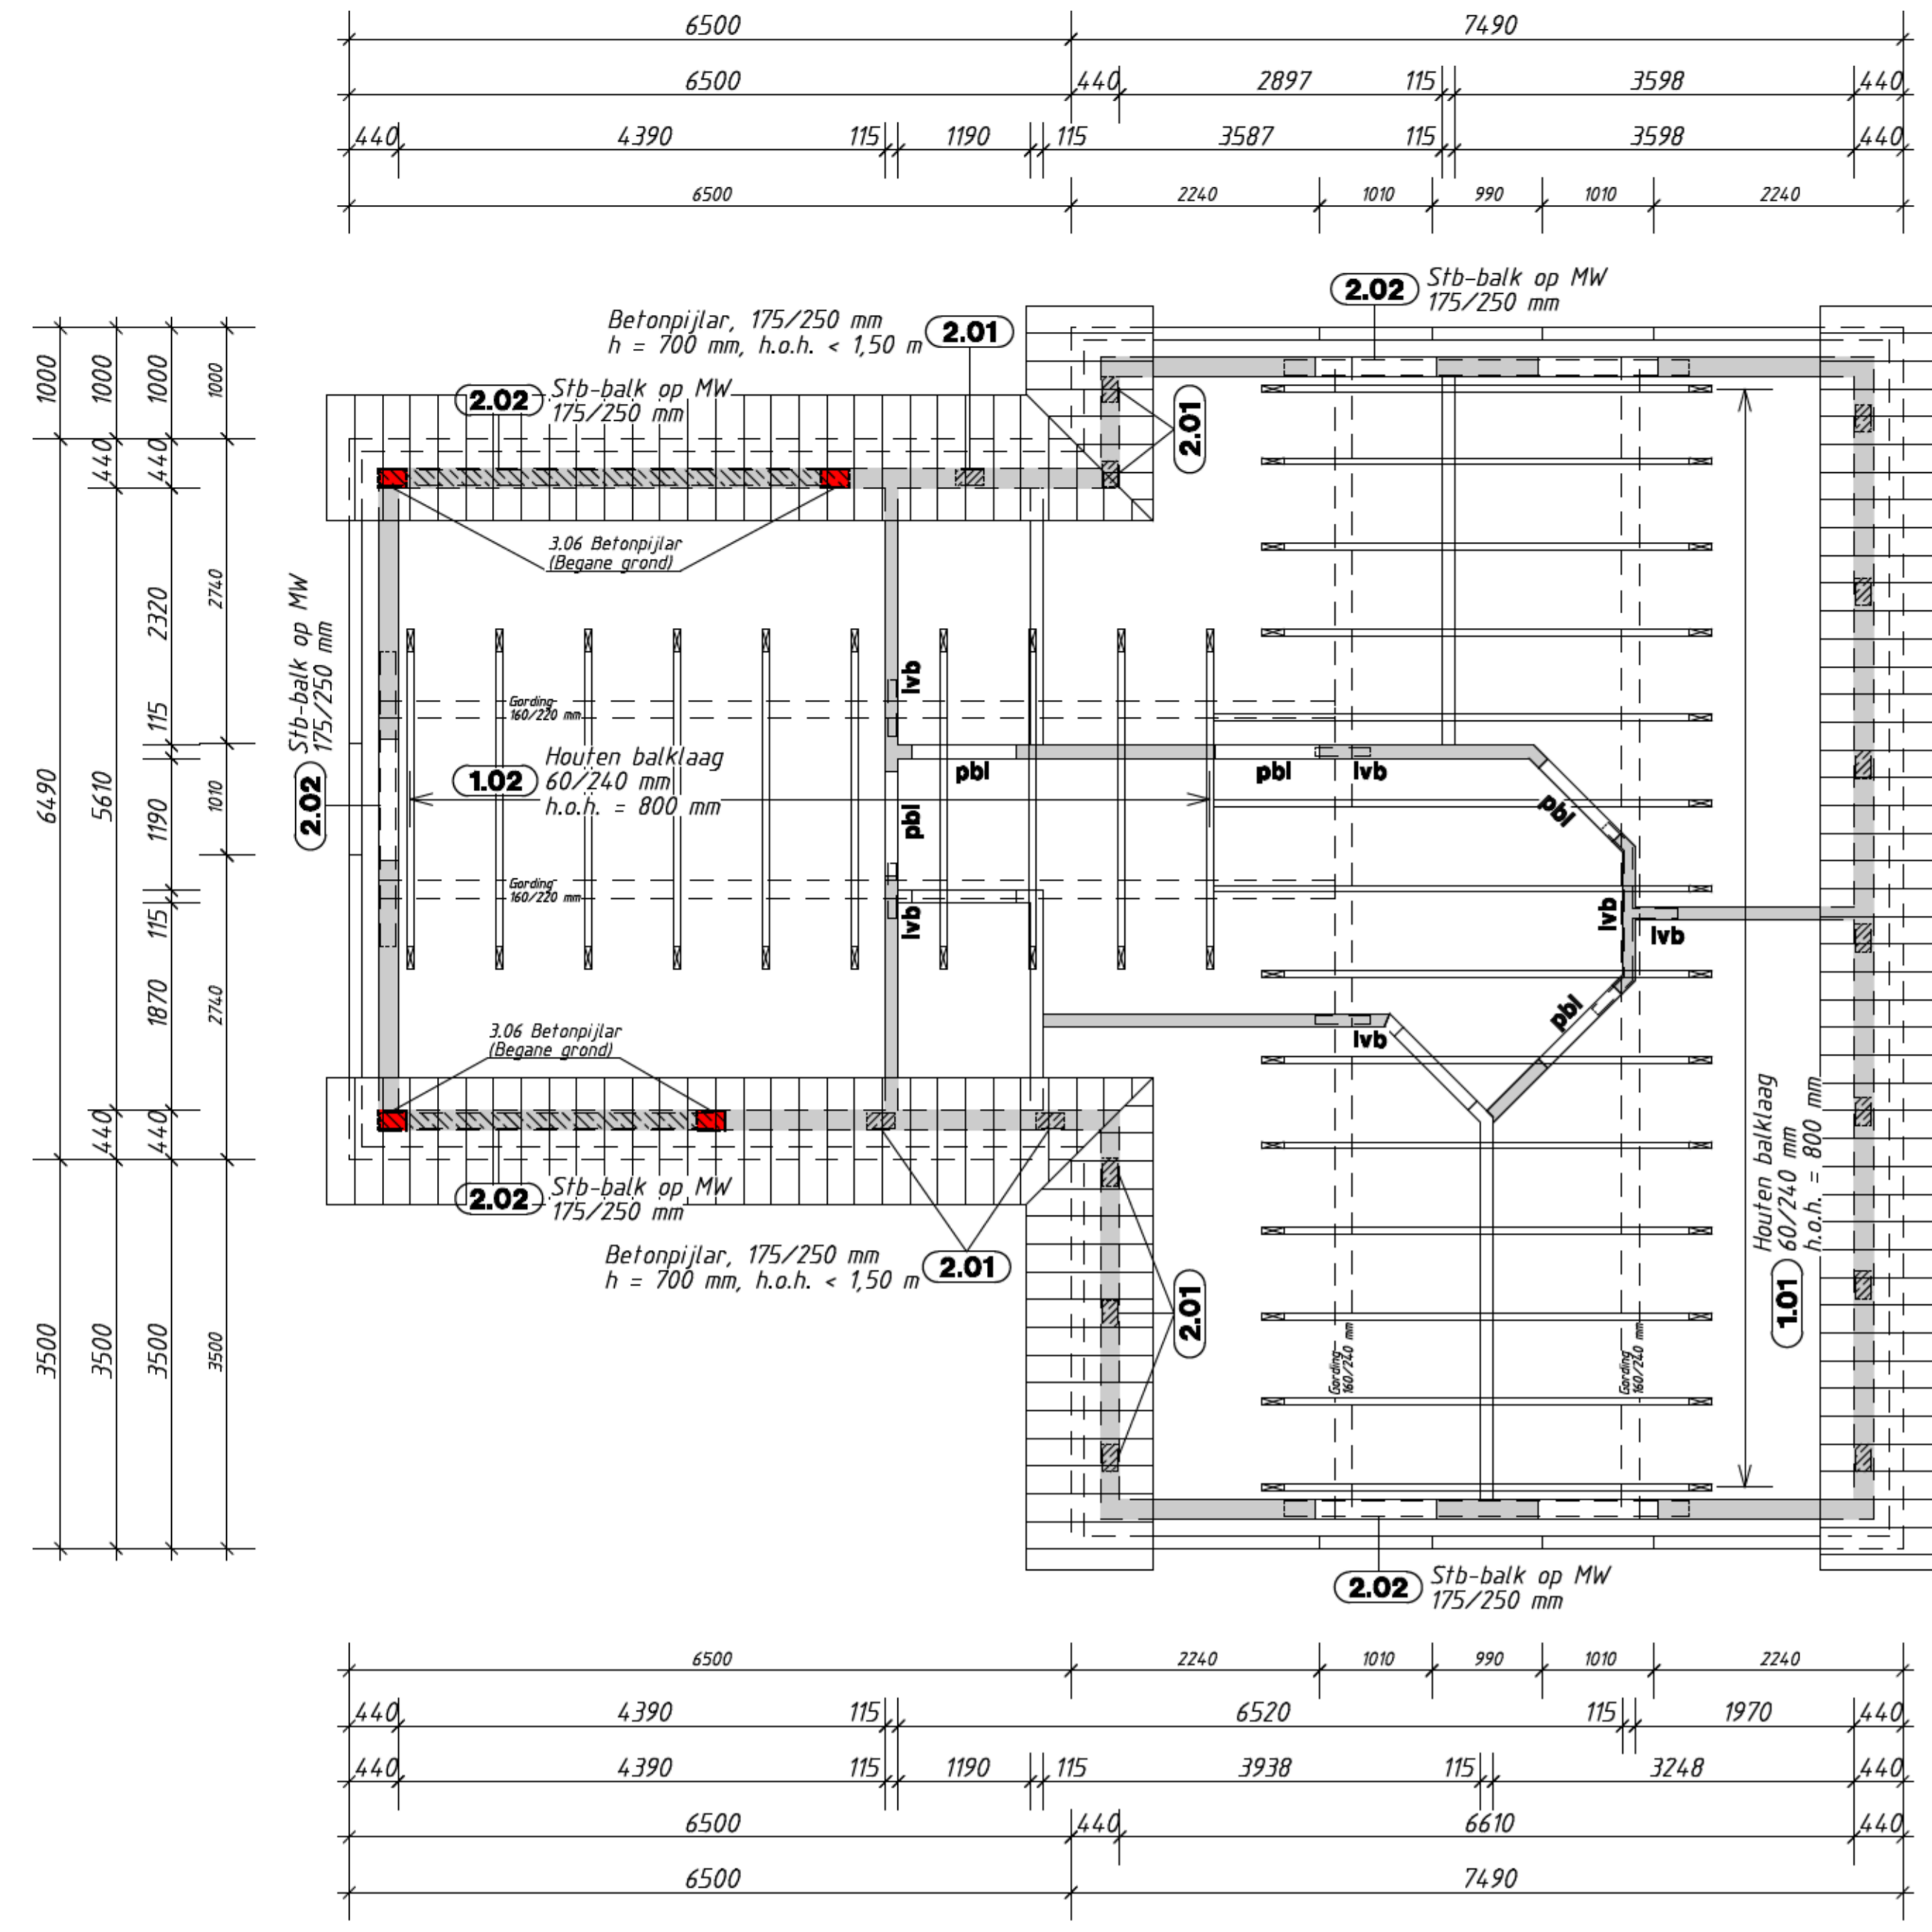 6500
7490
6500
440
2897
115
3598
440
440
4390
115
1190
115
3587
115
3598
440
6500
2240
1010
990
1010
2240
2.02
Stb-balk op MW
175/250 mm
Betonpijlar, 175/250 mm
h = 700 mm, h.o.h. < 1,50 m
2.01
2.02
Stb-balk op MW
175/250 mm
2.01
3.06 Betonpijlar
(Begane grond)
1000
1000
1000
1000
440
440
2740
2320
115
6490
5610
1190
1010
115
1870
2740
440
440
3500
3500
3500
3500
Stb-balk op MW
175/250 mm
2.02
Gording
160/220 mm
lvb
1.02
Houten balklaag
60/240 mm
h.o.h. = 800 mm
pbl
pbl
lvb
pbl
pbl
Gording
160/220 mm
lvb
lvb
lvb
pbl
lvb
3.06 Betonpijlar
(Begane grond)
2.02
Stb-balk op MW
175/250 mm
Betonpijlar, 175/250 mm
h = 700 mm, h.o.h. < 1,50 m
2.01
2.01
Gording
160/240 mm
Gording
160/240 mm
1.01
Houten balklaag
60/240 mm
h.o.h. = 800 mm
2.02
Stb-balk op MW
175/250 mm
6500
2240
1010
990
1010
2240
440
4390
115
6520
115
1970
440
440
4390
115
1190
115
3938
115
3248
440
6500
440
6610
440
6500
7490